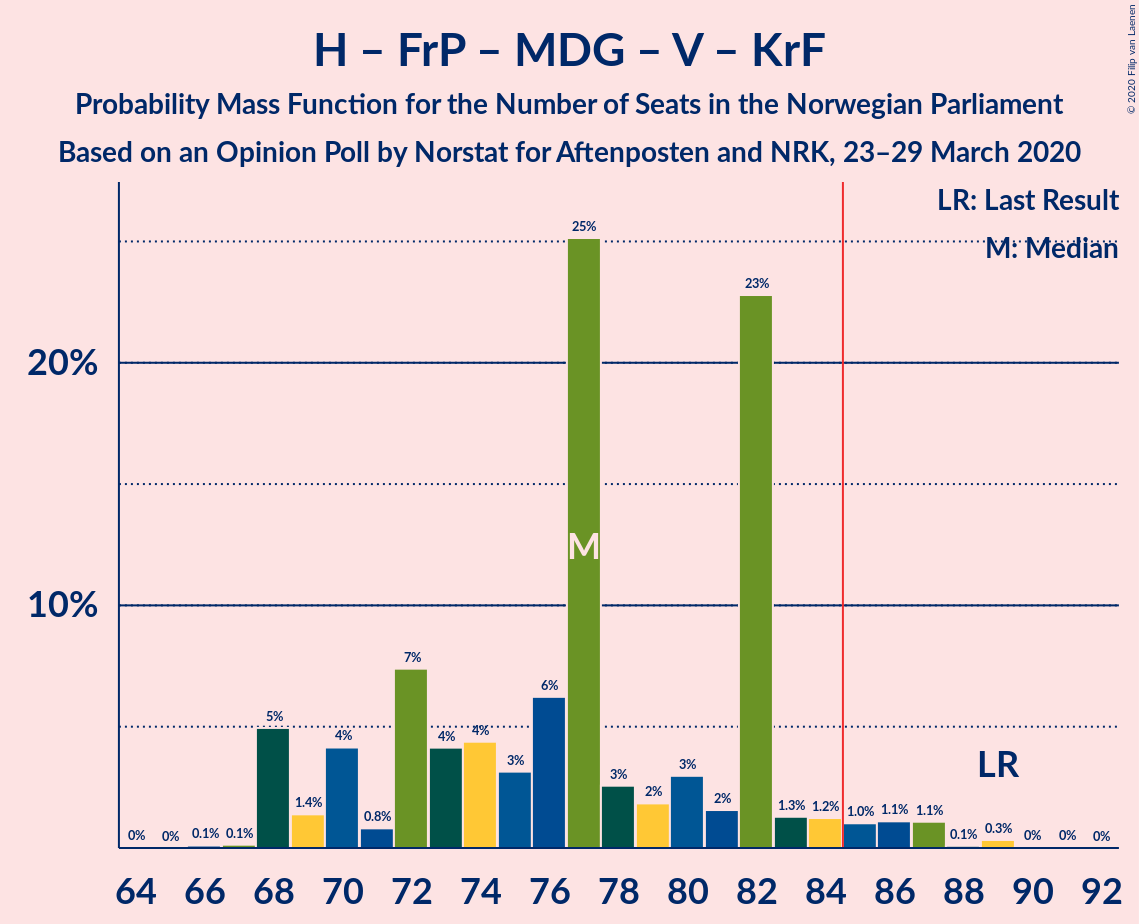 H – FrP – MDG – V – KrF
Probability Mass Function for the Number of Seats in the Norwegian Parliament
Based on an Opinion Poll by Norstat for Aftenposten and NRK, 23–29 March 2020
© 2020 Filip van Laenen
LR: Last Result
M: Median
20%
10%
0% 0% 0.1% 0.1% 5% 1.4% 4% 0.8% 7% 4% 4% 3% 6% 25% 3% 2% 3% 2% 23% 1.3% 1.2% 1.0% 1.1% 1.1% 0.1% 0.3% 0% 0% 0%
M
LR
64 66 68 70 72 74 76 78 80 82 84 86 88 90 92